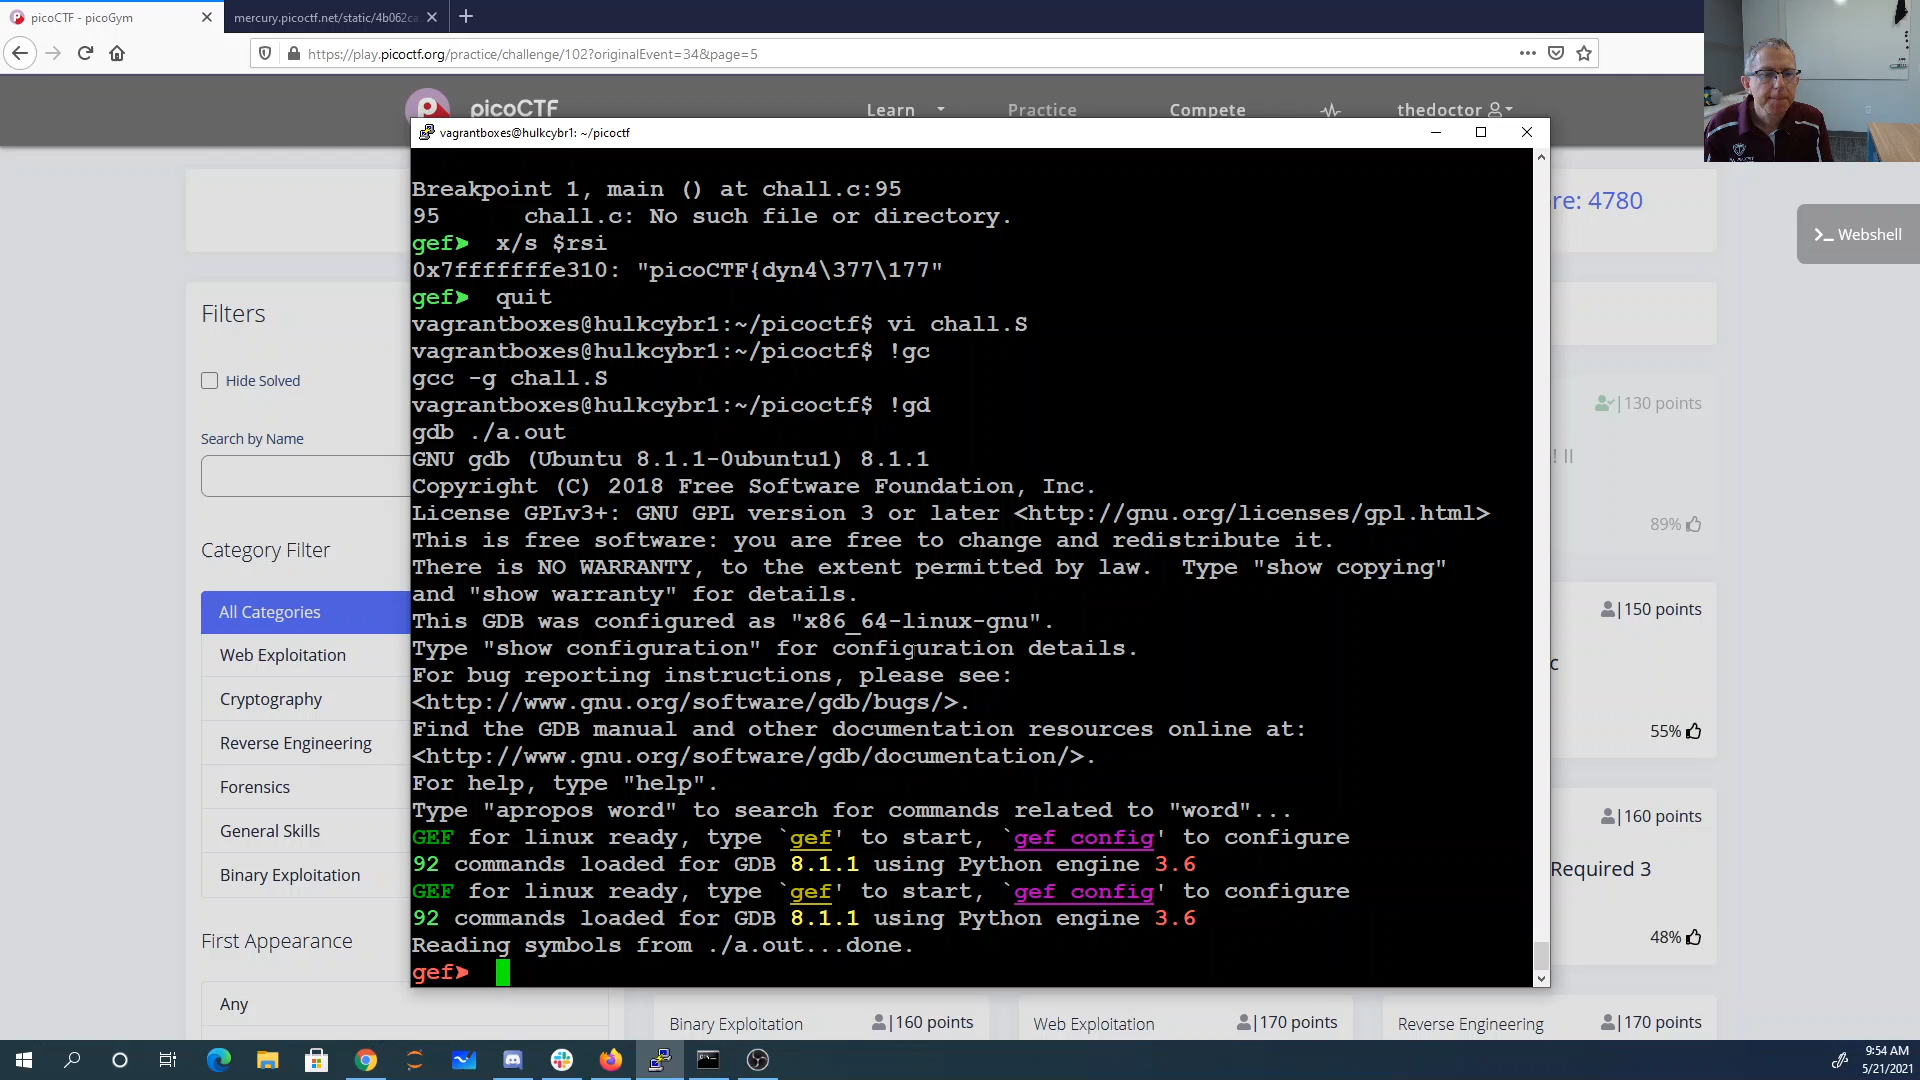 picoCTF - picoGym
mercury.picoctf.net/static/4b062ca
https://play.picoctf.org/practice/challenge/102?originalEvent=34&page=5
picoCTF
Learn
Practice
Compete
thedoctor
vagrantboxes@hulkcybr1: ~/picoctf
re: 4780
Webshell
Filters
Hide Solved
Search by Name
Category Filter
All Categories
Web Exploitation
Cryptography
Reverse Engineering
Forensics
General Skills
Binary Exploitation
First Appearance
Any
Breakpoint 1, main () at chall.c:95
95 chall.c: No such file or directory.
gef➤ x/s $rsi
0x7fffffffe310: "picoCTF{dyn4\377\177"
gef➤ quit
vagrantboxes@hulkcybr1:~/picoctf$ vi chall.S
vagrantboxes@hulkcybr1:~/picoctf$ !gc
gcc -g chall.S
vagrantboxes@hulkcybr1:~/picoctf$ !gd
gdb ./a.out
GNU gdb (Ubuntu 8.1.1-0ubuntu1) 8.1.1
Copyright (C) 2018 Free Software Foundation, Inc.
License GPLv3+: GNU GPL version 3 or later <http://gnu.org/licenses/gpl.html>
This is free software: you are free to change and redistribute it.
There is NO WARRANTY, to the extent permitted by law.  Type "show copying"
and "show warranty" for details.
This GDB was configured as "x86_64-linux-gnu".
Type "show configuration" for configuration details.
For bug reporting instructions, please see:
<http://www.gnu.org/software/gdb/bugs/>.
Find the GDB manual and other documentation resources online at:
<http://www.gnu.org/software/gdb/documentation/>.
For help, type "help".
Type "apropos word" to search for commands related to "word"...
GEF for linux ready, type `gef' to start, `gef config' to configure
92 commands loaded for GDB 8.1.1 using Python engine 3.6
GEF for linux ready, type `gef' to start, `gef config' to configure
92 commands loaded for GDB 8.1.1 using Python engine 3.6
Reading symbols from ./a.out...done.
gef➤
|130 points
! ||
89%
|150 points
c
55%
|160 points
Required 3
48%
Binary Exploitation |160 points
Web Exploitation |170 points
Reverse Engineering |170 points
9:54 AM
5/21/2021